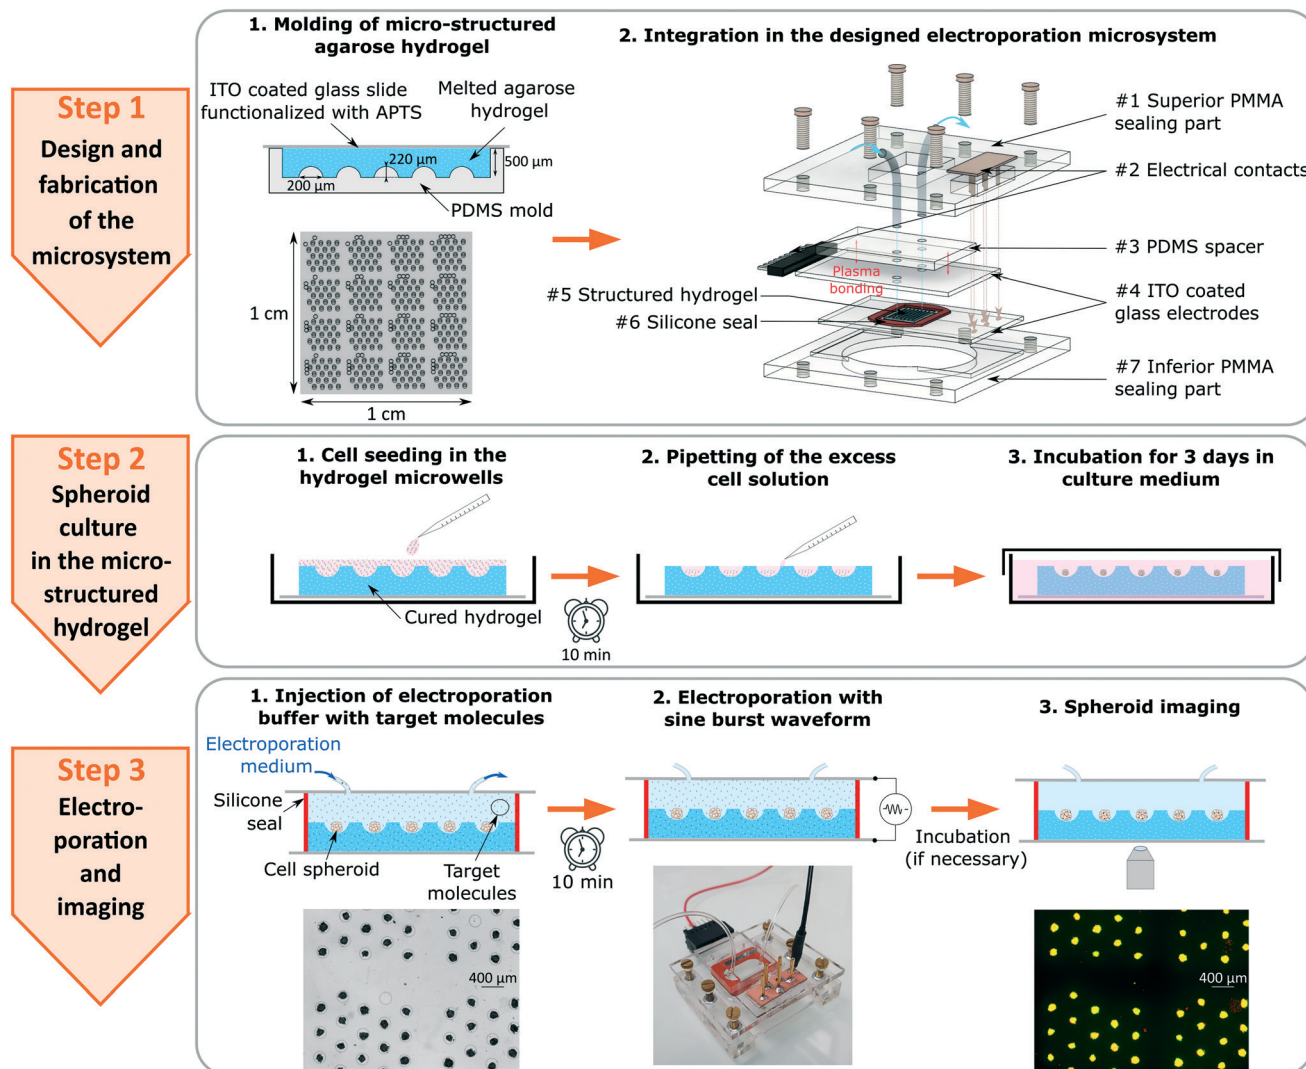 Step 1
Design and
fabrication
of the
microsystem
1. Molding of micro-structured
agarose hydrogel
ITO coated glass slide
functionalized with APTS
Melted agarose
hydrogel
220 µm
500 µm
200 µm
PDMS mold
1 cm
1 cm
2. Integration in the designed electroporation microsystem
#1 Superior PMMA
sealing part
#2 Electrical contacts
#3 PDMS spacer
Plasma
bonding
#4 ITO coated
glass electrodes
#5 Structured hydrogel
#6 Silicone seal
#7 Inferior PMMA
sealing part
Step 2
Spheroid
culture
in the micro-
structured
hydrogel
1. Cell seeding in the
hydrogel microwells
Cured hydrogel
10 min
2. Pipetting of the excess
cell solution
3. Incubation for 3 days in
culture medium
Step 3
Electro-
poration
and
imaging
1. Injection of electroporation
buffer with target molecules
Electroporation
medium
Silicone
seal
Cell spheroid
Target
molecules
10 min
400 µm
2. Electroporation with
sine burst waveform
Incubation
(if necessary)
3. Spheroid imaging
400 µm